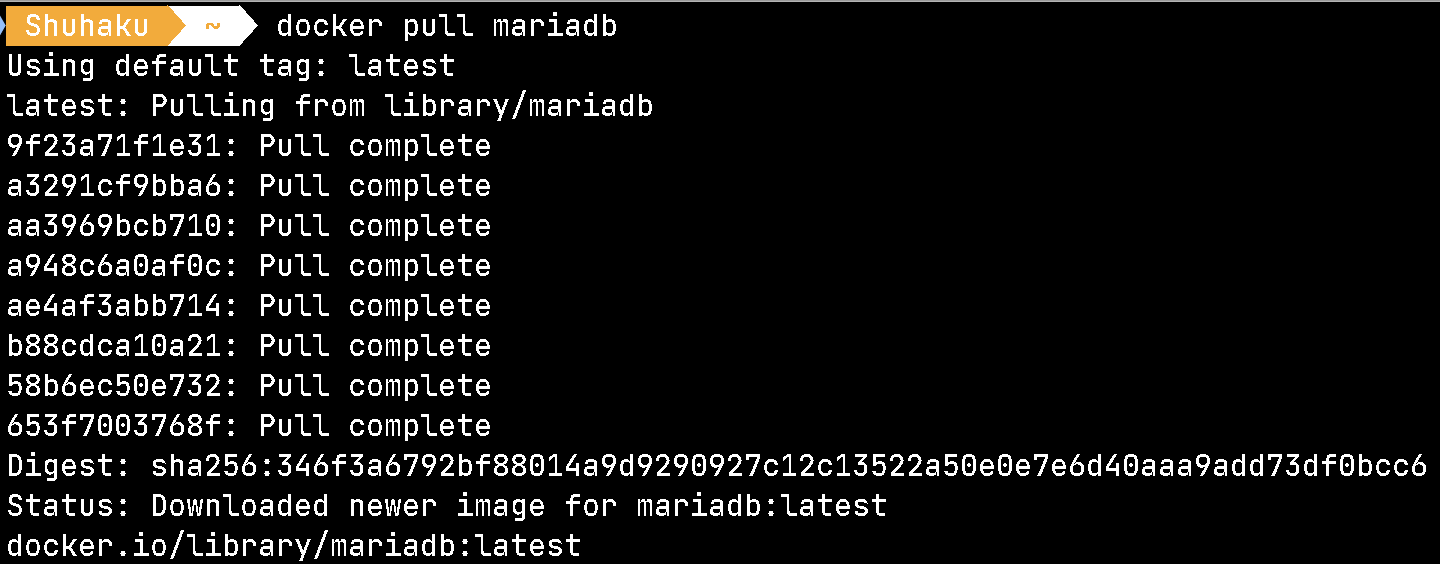 Shuhaku ~ docker pull mariadb
Using default tag: latest
latest: Pulling from library/mariadb
9f23a71f1e31: Pull complete
a3291cf9bba6: Pull complete
aa3969bcb710: Pull complete
a948c6a0af0c: Pull complete
ae4af3abb714: Pull complete
b88cdca10a21: Pull complete
58b6ec50e732: Pull complete
653f7003768f: Pull complete
Digest: sha256:346f3a6792bf88014a9d9290927c12c13522a50e0e7e6d40aaa9add73df0bcc6
Status: Downloaded newer image for mariadb:latest
docker.io/library/mariadb:latest